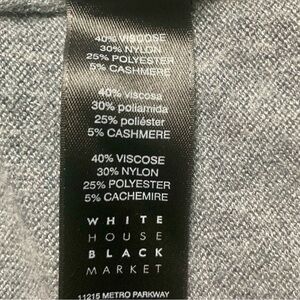 40% VISCOSE
30% NYLON
25% POLYESTER
5% CASHMERE
40% viscosa
30% poliamida
25% poliéster
5% CASHMERE
40% VISCOSE
30% NYLON
25% POLYESTER
5% CACHEMIRE
WHITE
HOUSE
BLACK
MARKET
11215 METRO PARKWAY